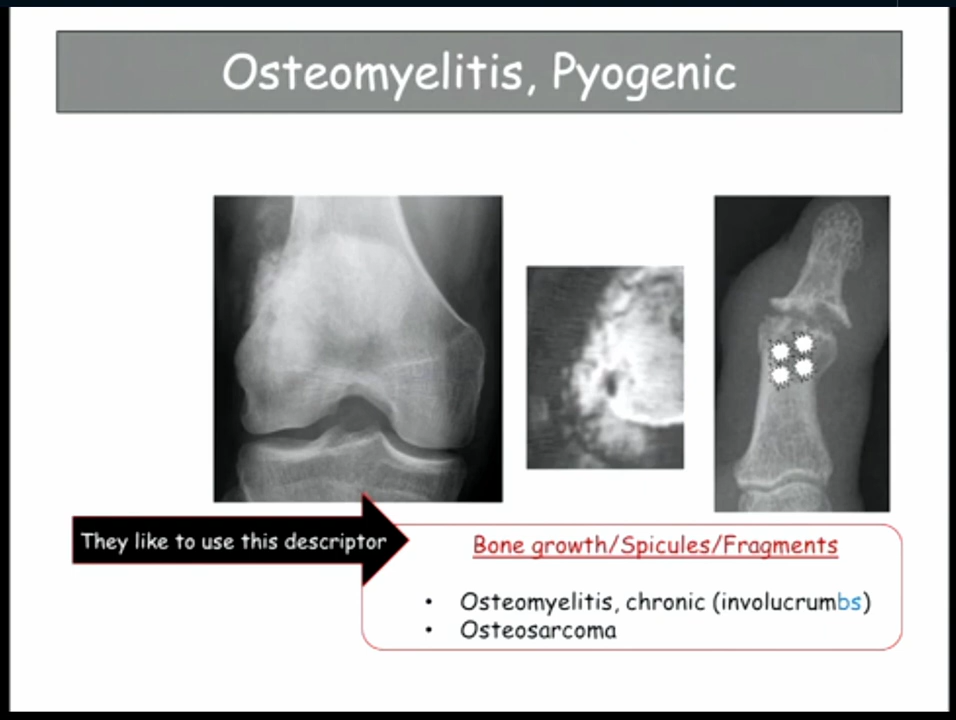 Osteomyelitis, Pyogenic
They like to use this descriptor
Bone growth/Spicules/Fragments
• Osteomyelitis, chronic (involucrumbs)
• Osteosarcoma